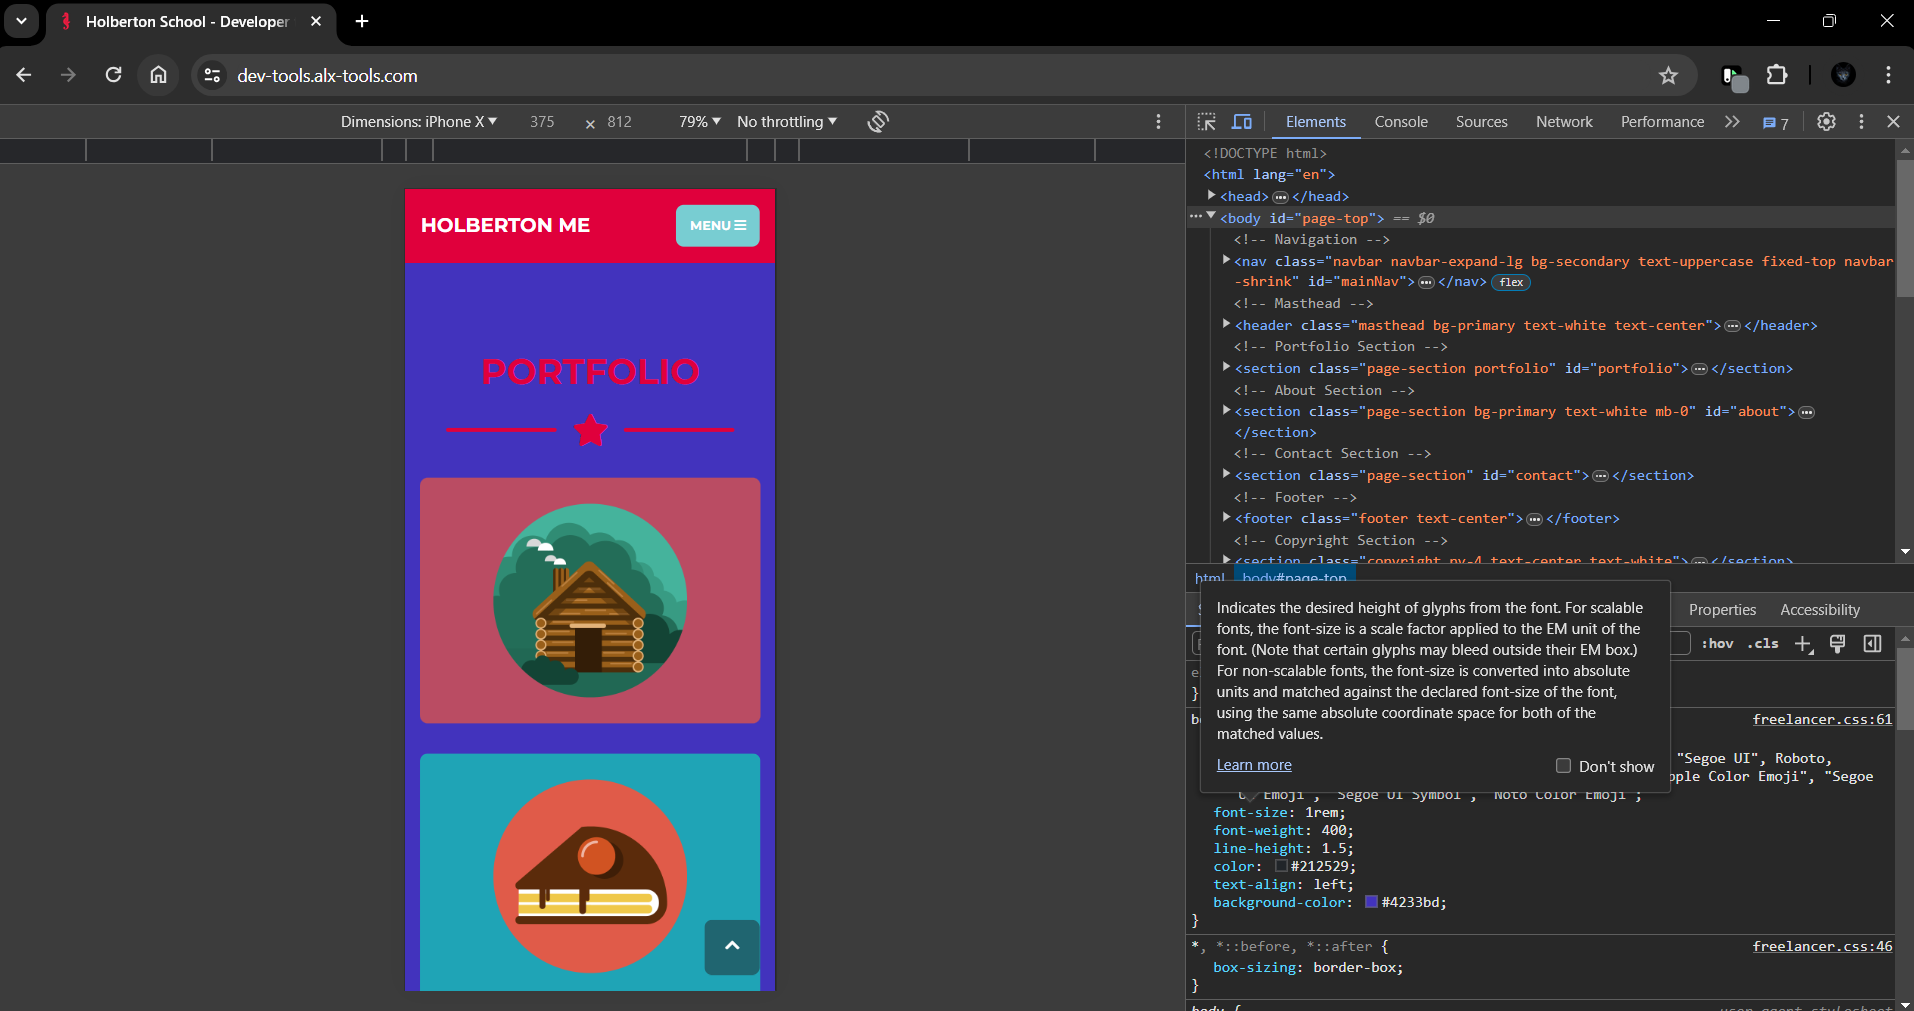 Holberton School - Developer
dev-tools.alx-tools.com
Dimensions: iPhone X 375 × 812 79% No throttling
Elements Console Sources Network Performance 7
HOLBERTON ME
MENU
PORTFOLIO
<!DOCTYPE html>
<html lang="en">
<head> </head>
<body id="page-top"> == $0
<!-- Navigation -->
<nav class="navbar navbar-expand-lg bg-secondary text-uppercase fixed-top navbar
-shrink" id="mainNav"> </nav> flex
<!-- Masthead -->
<header class="masthead bg-primary text-white text-center"> </header>
<!-- Portfolio Section -->
<section class="page-section portfolio" id="portfolio"> </section>
<!-- About Section -->
<section class="page-section bg-primary text-white mb-0" id="about">
</section>
<!-- Contact Section -->
<section class="page-section" id="contact"> </section>
<!-- Footer -->
<footer class="footer text-center"> </footer>
<!-- Copyright Section -->
<section class="copyright py-4 text-center text-white"> </section>
html body#page-top
Properties Accessibility
:hov .cls
Indicates the desired height of glyphs from the font. For scalable
fonts, the font-size is a scale factor applied to the EM unit of the
font. (Note that certain glyphs may bleed outside their EM box.)
For non-scalable fonts, the font-size is converted into absolute
units and matched against the declared font-size of the font,
using the same absolute coordinate space for both of the
matched values.
Learn more Don't show
}
freelancer.css:61
"Segoe UI", Roboto,
Color Emoji", "Segoe
Emoji", "Segoe UI Symbol", "Noto Color Emoji";
font-size: 1rem;
font-weight: 400;
line-height: 1.5;
color: #212529;
text-align: left;
background-color: #4233bd;
}
*, *::before, *::after { freelancer.css:46
box-sizing: border-box;
}
body { user agent stylesheet